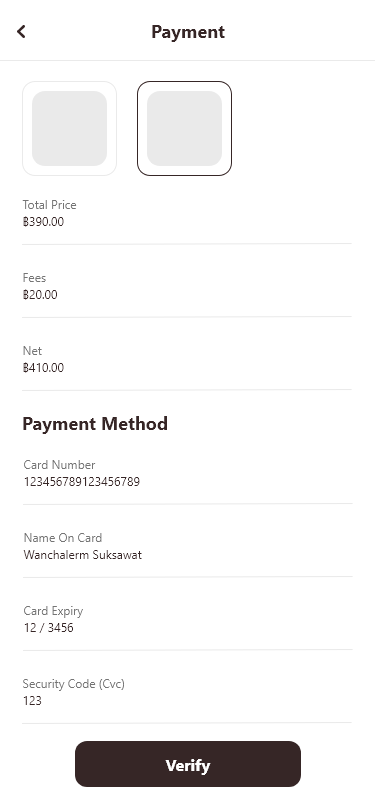 Payment
Total Price
฿390.00
Fees
฿20.00
Net
฿410.00
Payment Method
Card Number
123456789123456789
Name On Card
Wanchalerm Suksawat
Card Expiry
12 / 3456
Security Code (Cvc)
123
Verify